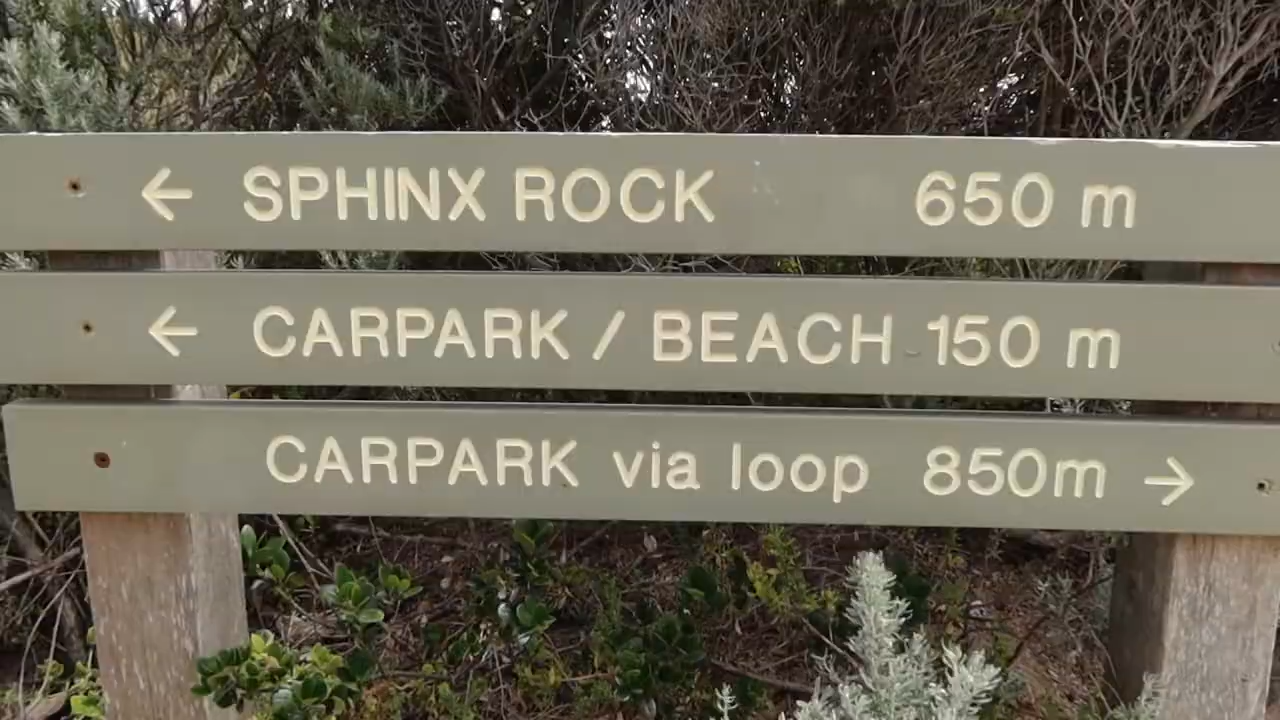 ← SPHINX ROCK 650 m
← CARPARK / BEACH 150 m
CARPARK via loop 850m →